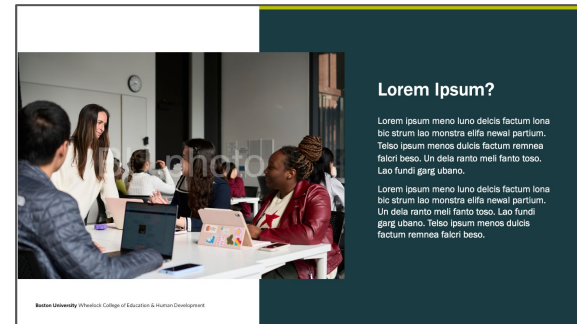 Lorem Ipsum?
Lorem ipsum meno luno delcis factum lona
bic strum lao monstra elifa newal partium.
Telso ipsum menos dulcis factum remnea
falcri beso. Un dela ranto meli fanto toso.
Lao fundi garg ubano.
Lorem ipsum meno luno delcis factum lona
bic strum lao monstra elifa newal partium.
Un dela ranto meli fanto toso. Lao fundi
garg ubano. Telso ipsum menos dulcis
factum remnea falcri beso.
Boston University Wheelock College of Education & Human Development